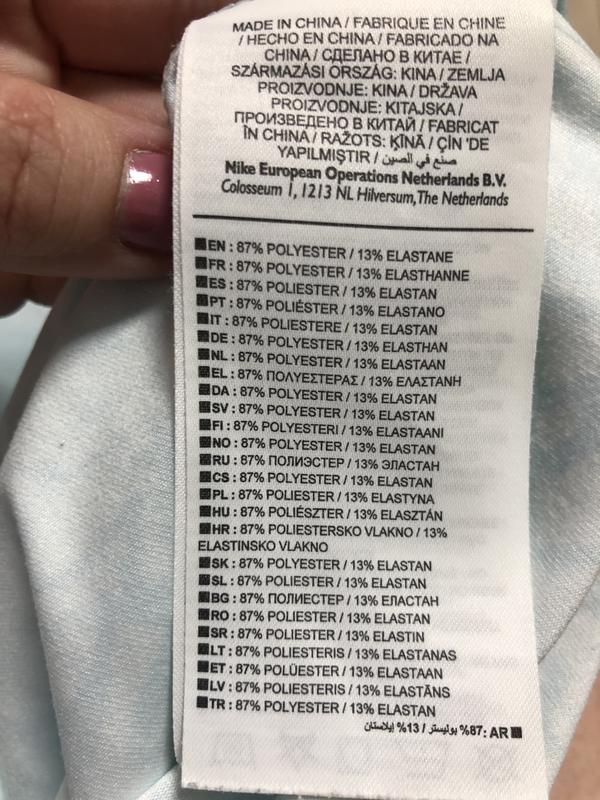 MADE IN CHINA / FABRIQUE EN CHINE
/ HECHO EN CHINA / FABRICADO NA
CHINA / СДЕЛАНО В КИТАЕ /
SZÁRMAZÁSI ORSZÁG: KINA / ZEMLJA
PROIZVODNJE: KINA / DRŽAVA
PROIZVODNJE: KITAJSKA /
ПРОИЗВЕДЕНО В КИТАЙ / FABRICAT
ÎN CHINA / RAŽOTS: ĶĪNĀ / ÇİN 'DE
YAPILMIŞTIR / صنع في الصين
Nike European Operations Netherlands B.V.
Colosseum 1, 1213 NL Hilversum, The Netherlands
EN : 87% POLYESTER / 13% ELASTANE
FR : 87% POLYESTER / 13% ELASTHANNE
ES : 87% POLIESTER / 13% ELASTAN
PT : 87% POLIÉSTER / 13% ELASTANO
IT : 87% POLIESTERE / 13% ELASTAN
DE : 87% POLYESTER / 13% ELASTHAN
NL : 87% POLYESTER / 13% ELASTAAN
EL : 87% ΠΟΛΥΕΣΤΕΡΑΣ / 13% ΕΛΑΣΤΑΝΗ
DA : 87% POLYESTER / 13% ELASTAN
SV : 87% POLYESTER / 13% ELASTAN
FI : 87% POLYESTERI / 13% ELASTAANI
NO : 87% POLYESTER / 13% ELASTAN
RU : 87% ПОЛИЭСТЕР / 13% ЭЛАСТАН
CS : 87% POLYESTER / 13% ELASTAN
PL : 87% POLIESTER / 13% ELASTYNA
HU : 87% POLIÉSZTER / 13% ELASZTÁN
HR : 87% POLIESTERSKO VLAKNO / 13%
ELASTINSKO VLAKNO
SK : 87% POLYESTER / 13% ELASTAN
SL : 87% POLIESTER / 13% ELASTAN
BG : 87% ПОЛИЕСТЕР / 13% ЕЛАСТАН
RO : 87% POLIESTER / 13% ELASTAN
SR : 87% POLIESTER / 13% ELASTIN
LT : 87% POLIESTERIS / 13% ELASTANAS
ET : 87% POLÜESTER / 13% ELASTAAN
LV : 87% POLIESTERIS / 13% ELASTĀNS
TR : 87% POLYESTER / 13% ELASTAN
AR :87% بوليستر / 13% إيلاستان